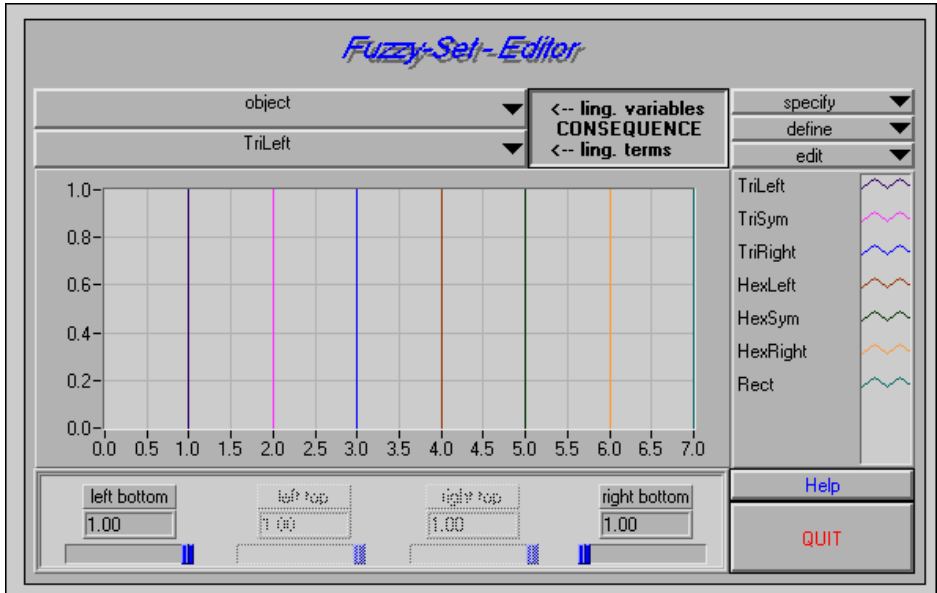 Fuzzy-Set-Editor
object
TriLeft
<-- ling. variables
CONSEQUENCE
<-- ling. terms
specify
define
edit
1.0
0.8
0.6
0.4
0.2
0.0
0.0 0.5 1.0 1.5 2.0 2.5 3.0 3.5 4.0 4.5 5.0 5.5 6.0 6.5 7.0
TriLeft
TriSym
TriRight
HexLeft
HexSym
HexRight
Rect
left bottom
1.00
left top
1.00
right top
1.00
right bottom
1.00
Help
QUIT